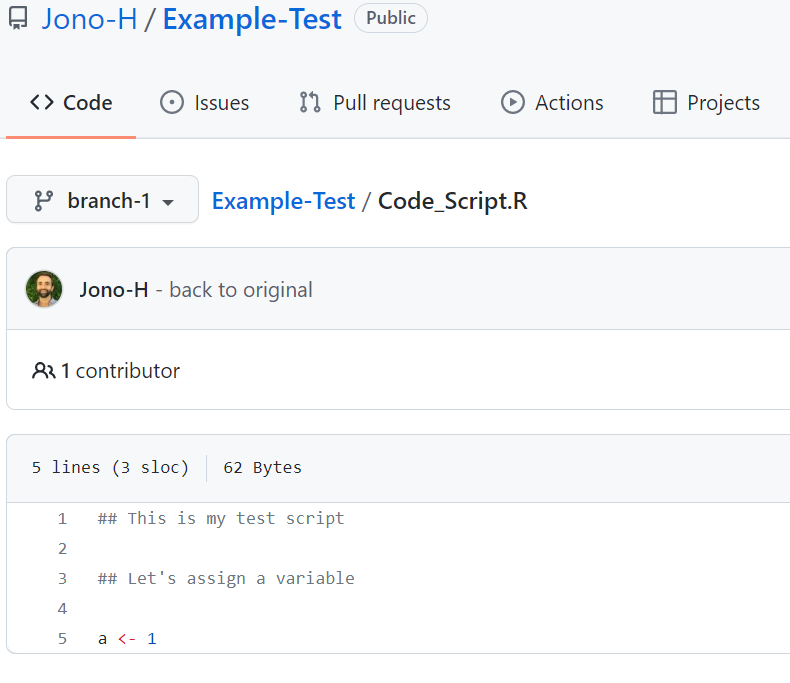 Jono-H / Example-Test Public
Code Issues Pull requests Actions Projects
branch-1 Example-Test / Code_Script.R
Jono-H - back to original
1 contributor
5 lines (3 sloc) 62 Bytes
1 ## This is my test script
2
3 ## Let's assign a variable
4
5 a <- 1